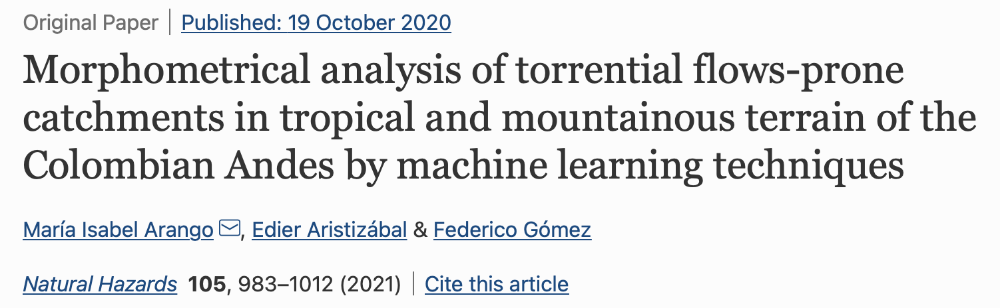 Original Paper | Published: 19 October 2020
Morphometrical analysis of torrential flows-prone
catchments in tropical and mountainous terrain of the
Colombian Andes by machine learning techniques
María Isabel Arango, Edier Aristizábal & Federico Gómez
Natural Hazards 105, 983–1012 (2021) | Cite this article